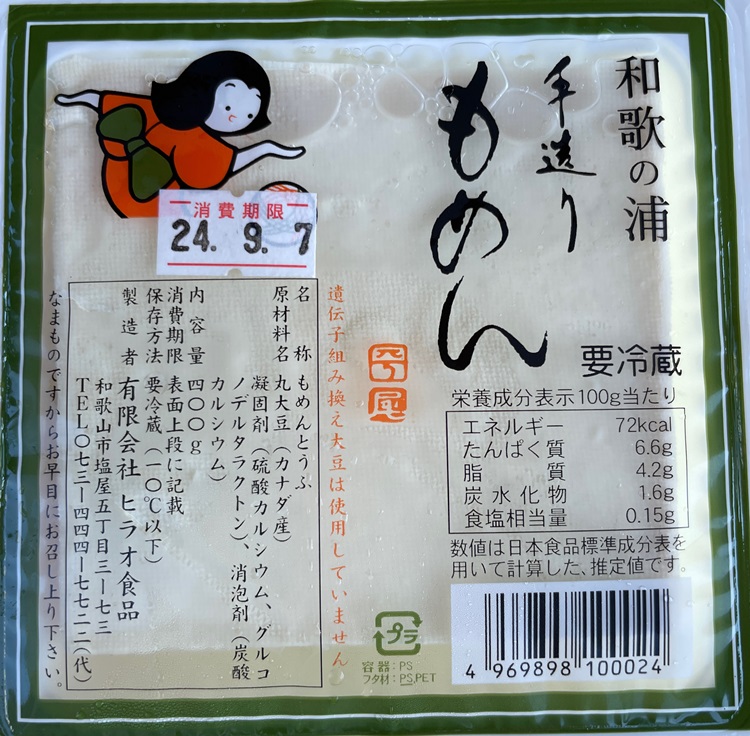 和歌の浦
手造り
もめん
要冷蔵
消費期限
24. 9. 7
栄養成分表示100g当たり
エネルギー 72kcal
たんぱく質 6.6g
脂質 4.2g
炭水化物 1.6g
食塩相当量 0.15g
数値は日本食品標準成分表を
用いて計算した、推定値です。
4 969898 100024
遺伝子組み換え大豆は使用していません
名称 もめんとうふ
原材料名 丸大豆(カナダ産)
凝固剤(硫酸カルシウム、グルコ
ノデルタラクトン)、消泡剤(炭酸
カルシウム)
内容量 四〇〇g
消費期限 表面上段に記載
保存方法 要冷蔵(一〇℃以下)
製造者 有限会社 ヒラオ食品
和歌山市塩屋五丁目三ー七三
TEL〇七三ー四四四ー七七二二(代)
なまものですからお早目にお召し上り下さい。
プラ
容器:PS
フタ材:PS,PET